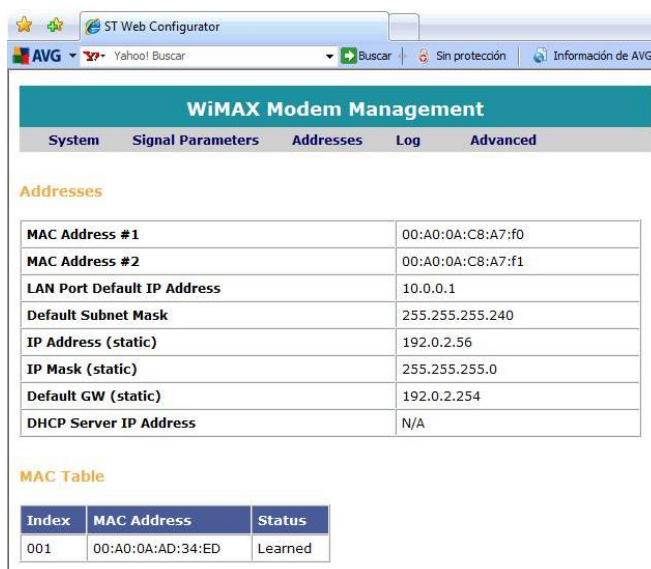 ST Web Configurator
AVG Y7- Yahoo! Buscar Buscar Sin protección Información de AVG
WiMAX Modem Management
System Signal Parameters Addresses Log Advanced
Addresses
MAC Address #1 00:A0:0A:C8:A7:f0
MAC Address #2 00:A0:0A:C8:A7:f1
LAN Port Default IP Address 10.0.0.1
Default Subnet Mask 255.255.255.240
IP Address (static) 192.0.2.56
IP Mask (static) 255.255.255.0
Default GW (static) 192.0.2.254
DHCP Server IP Address N/A
MAC Table
Index MAC Address Status
001 00:A0:0A:AD:34:ED Learned